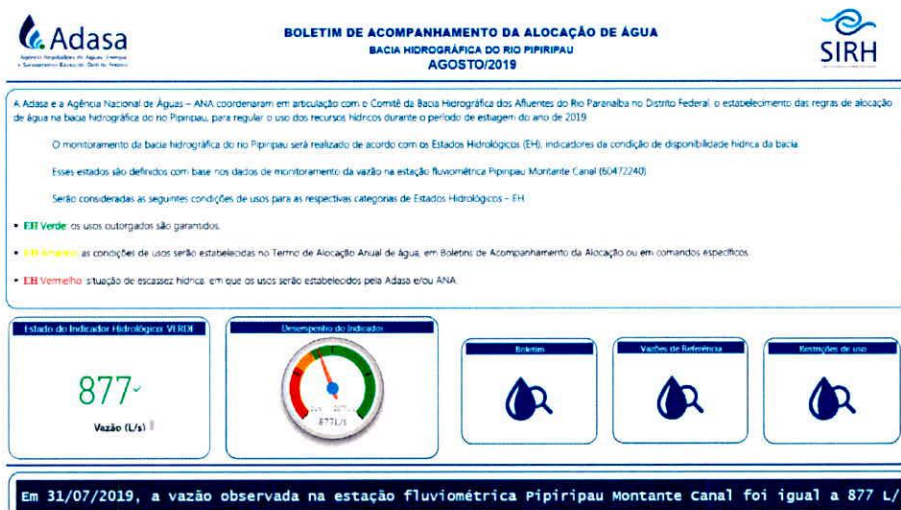 Adasa
Agência Reguladora de Águas, Energia
e Saneamento Básico do Distrito Federal
BOLETIM DE ACOMPANHAMENTO DA ALOCAÇÃO DE ÁGUA
BACIA HIDROGRÁFICA DO RIO PIPIRIPAU
AGOSTO/2019
SIRH
A Adasa e a Agência Nacional de Águas – ANA coordenaram em articulação com o Comitê da Bacia Hidrográfica dos Afluentes do Rio Paranaíba no Distrito Federal, o estabelecimento das regras de alocação
de água na bacia hidrográfica do rio Pipiripau, para regular o uso dos recursos hídricos durante o período de estiagem do ano de 2019
O monitoramento da bacia hidrográfica do rio Pipiripau será realizado de acordo com os Estados Hidrológicos (EH), indicadores da condição de disponibilidade hídrica da bacia.
Esses estados são definidos com base nos dados de monitoramento da vazão na estação fluviométrica Pipiripau Montante Canal (60472240)
Serão consideradas as seguintes condições de usos para as respectivas categorias de Estados Hidrológicos – EH
• EH Verde: os usos outorgados são garantidos.
• EH Amarelo: as condições de usos serão estabelecidas no Termo de Alocação Anual de água, em Boletins de Acompanhamento da Alocação ou em comandos específicos.
• EH Vermelho: situação de escassez hídrica, em que os usos serão estabelecidos pela Adasa e/ou ANA.
Estado do Indicador Hidrológico: VERDE
877
Vazão (L/s)
Desempenho do Indicador
877L/s
Boletim
Vazões de Referência
Restrições de uso
Em 31/07/2019, a vazão observada na estação fluviométrica Pipiripau Montante Canal foi igual a 877 L/